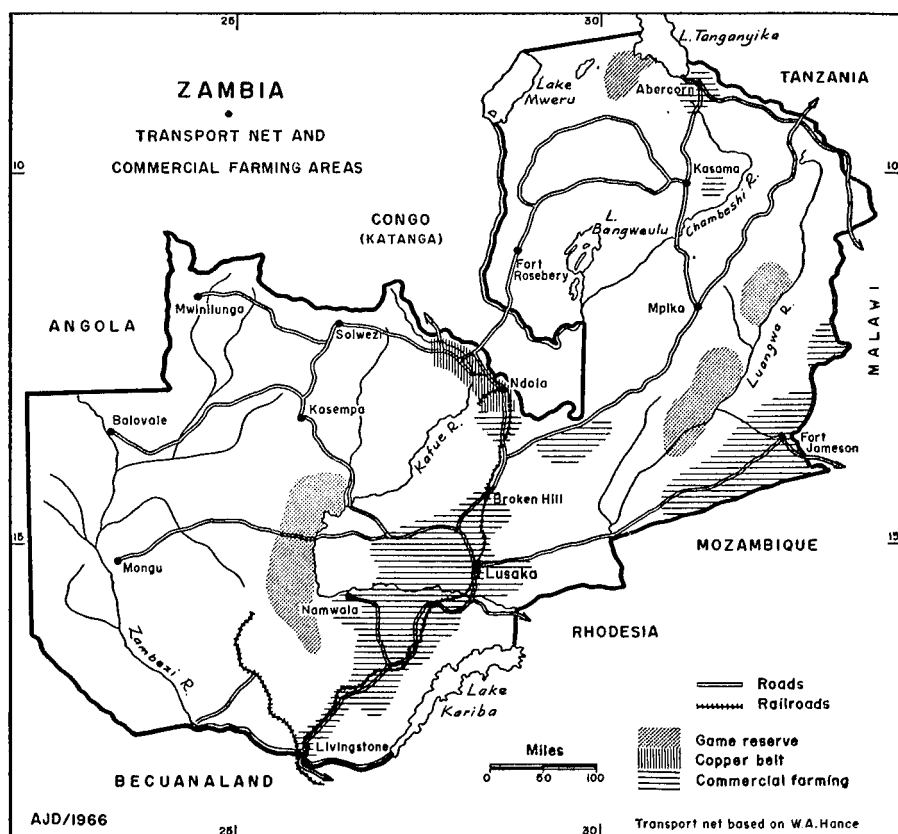 25
30
L. Tanganyika
ZAMBIA
TRANSPORT NET AND
COMMERCIAL FARMING AREAS
Lake
Mweru
Abercorn
TANZANIA
10
10
Kasama
Chambeshi R.
CONGO
(KATANGA)
L.
Bangweulu
Fort
Rosebery
Mwinilunga
Mpika
ANGOLA
Solwezi
Luangwa R.
MALAWI
Ndola
Balovale
Kasempa
Kafue R.
Fort
Jameson
Broken Hill
15
15
MOZAMBIQUE
Mongu
Lusaka
Namwala
RHODESIA
Zambezi R.
Lake
Kariba
Roads
Railroads
Livingstone
Miles
0 50 100
Game reserve
Copper belt
Commercial farming
BECUANALAND
AJD/1966
25
30
Transport net based on W.A. Hance